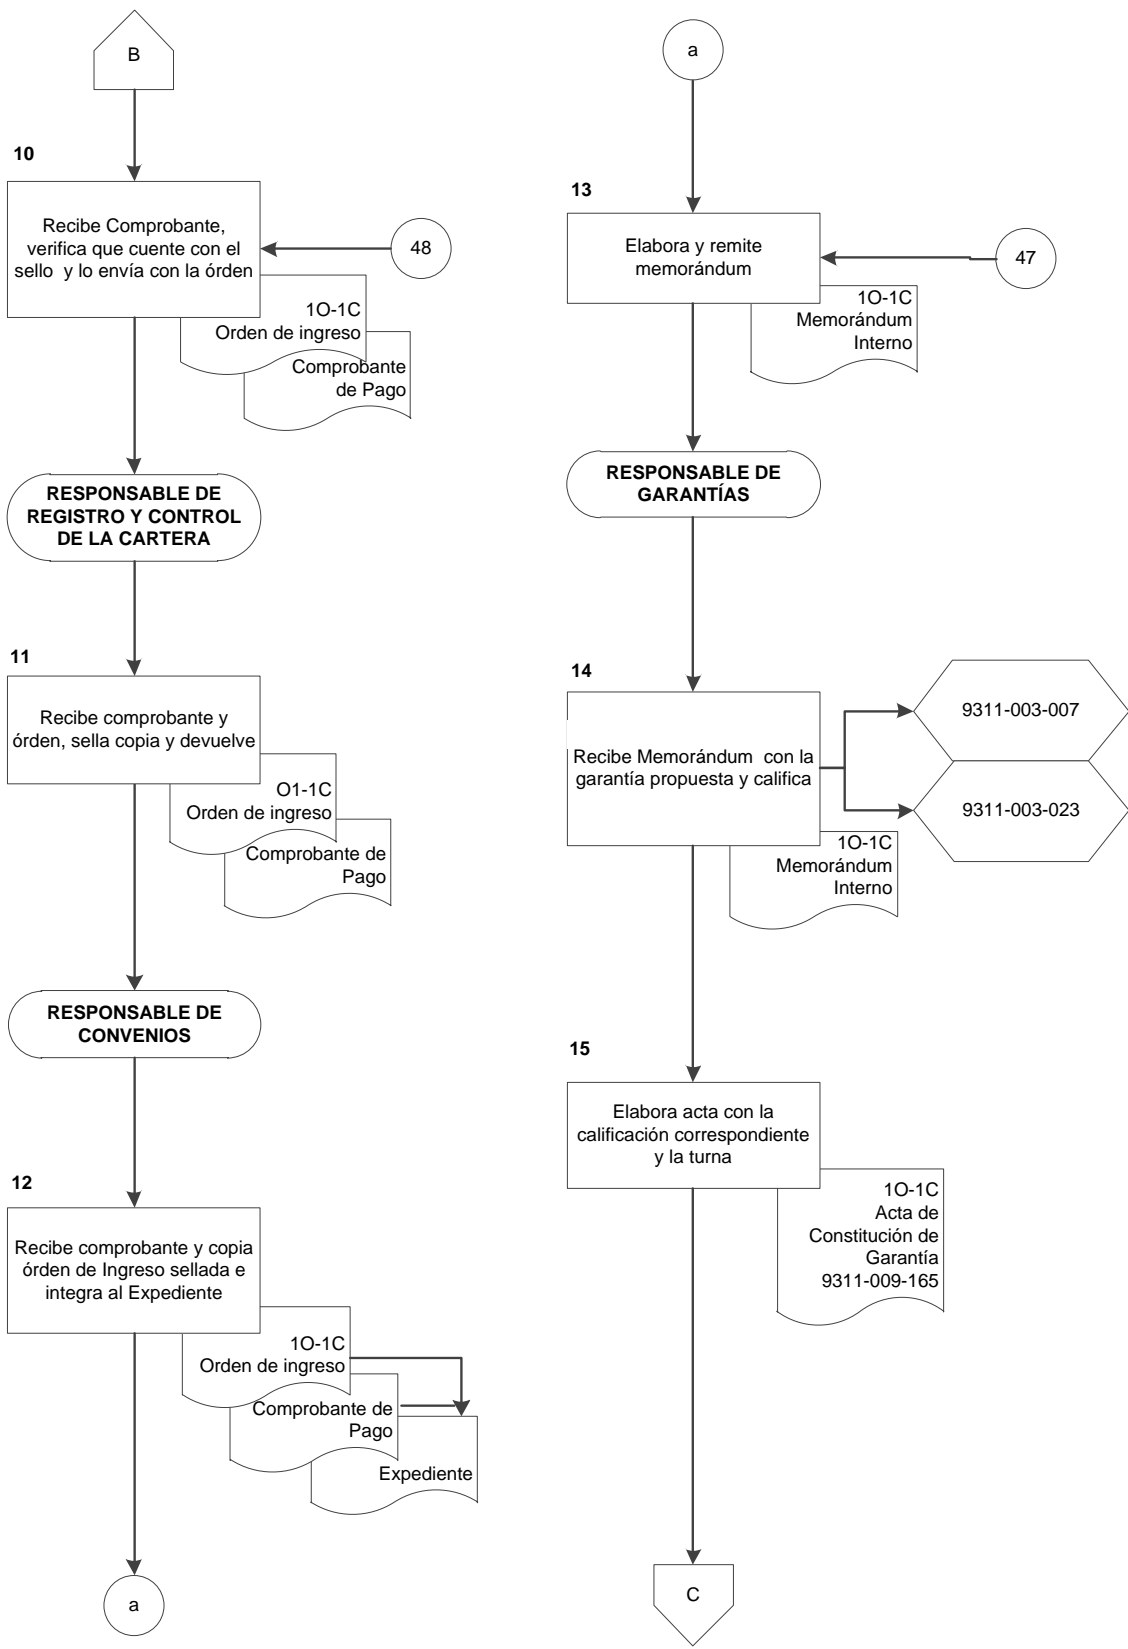 B
10
Recibe Comprobante,
verifica que cuente con el
sello y lo envía con la órden
48
1O-1C
Orden de ingreso
Comprobante
de Pago
RESPONSABLE DE
REGISTRO Y CONTROL
DE LA CARTERA
11
Recibe comprobante y
órden, sella copia y devuelve
O1-1C
Orden de ingreso
Comprobante de
Pago
RESPONSABLE DE
CONVENIOS
12
Recibe comprobante y copia
órden de Ingreso sellada e
integra al Expediente
1O-1C
Orden de ingreso
Comprobante de
Pago
Expediente
a
a
13
Elabora y remite
memorándum
47
1O-1C
Memorándum
Interno
RESPONSABLE DE
GARANTÍAS
14
Recibe Memorándum con la
garantía propuesta y califica
9311-003-007
9311-003-023
1O-1C
Memorándum
Interno
15
Elabora acta con la
calificación correspondiente
y la turna
1O-1C
Acta de
Constitución de
Garantía
9311-009-165
C